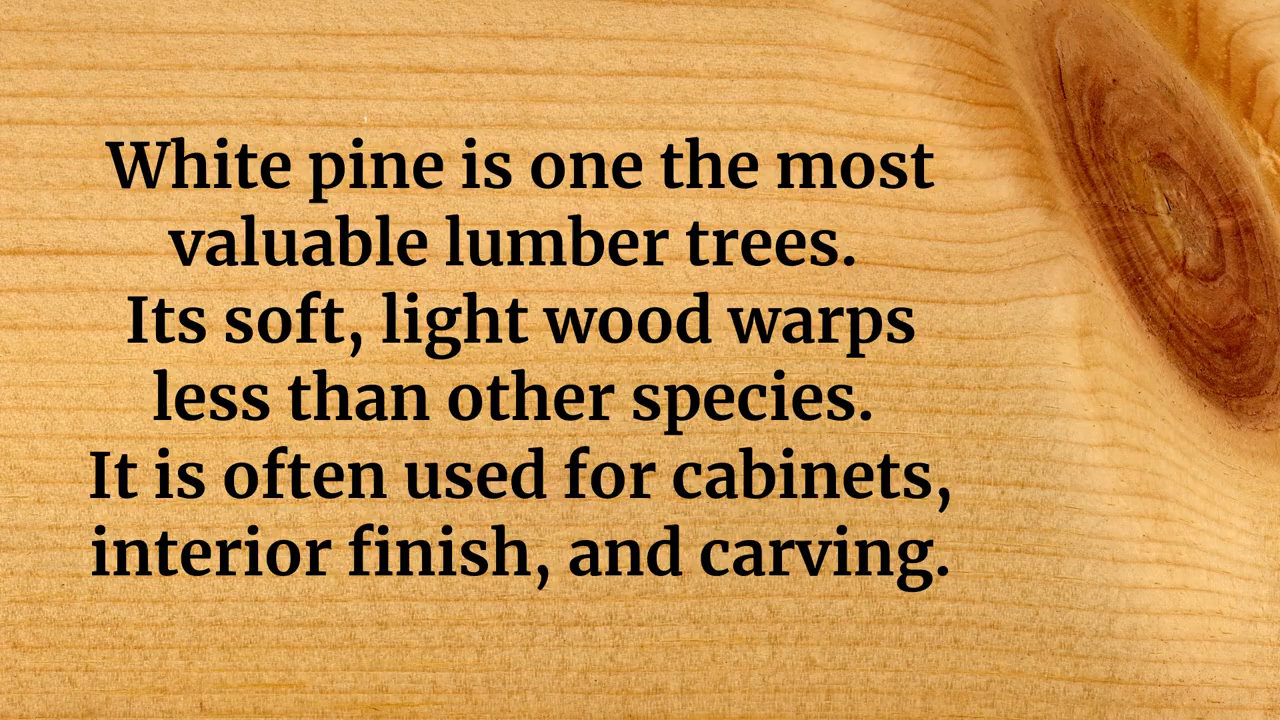 White pine is one the most
valuable lumber trees.
Its soft, light wood warps
less than other species.
It is often used for cabinets,
interior finish, and carving.